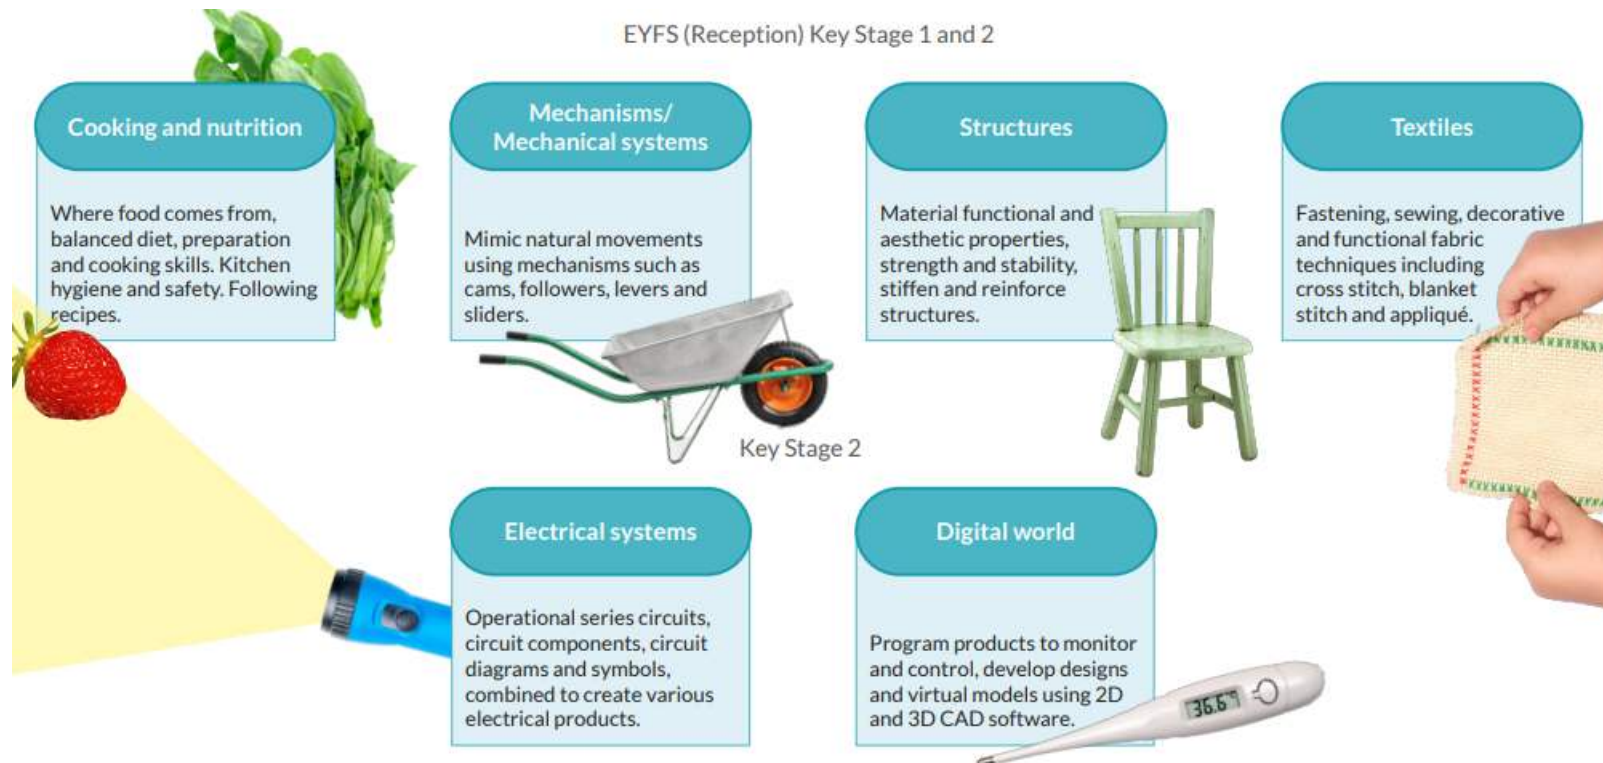 EYFS (Reception) Key Stage 1 and 2
Cooking and nutrition
Where food comes from,
balanced diet, preparation
and cooking skills. Kitchen
hygiene and safety. Following
recipes.
Mechanisms/
Mechanical systems
Mimic natural movements
using mechanisms such as
cams, followers, levers and
sliders.
Structures
Material functional and
aesthetic properties,
strength and stability,
stiffen and reinforce
structures.
Textiles
Fastening, sewing, decorative
and functional fabric
techniques including
cross stitch, blanket
stitch and appliqué.
Key Stage 2
Electrical systems
Operational series circuits,
circuit components, circuit
diagrams and symbols,
combined to create various
electrical products.
Digital world
Program products to monitor
and control, develop designs
and virtual models using 2D
and 3D CAD software.
36.6°C